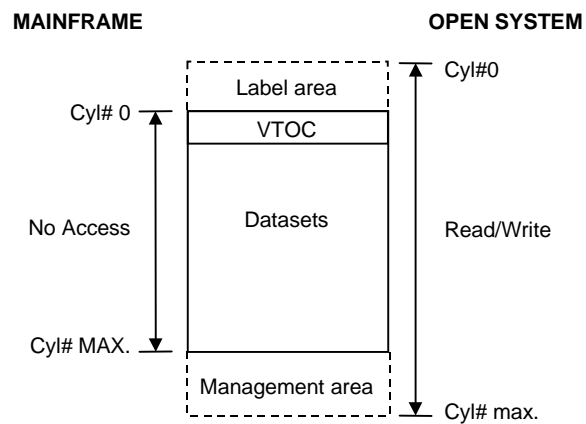 MAINFRAME
OPEN SYSTEM
Cyl#0
Label area
Cyl# 0
VTOC
No Access
Datasets
Read/Write
Cyl# MAX.
Management area
Cyl# max.